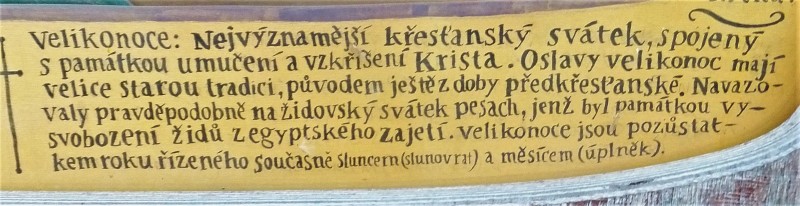 Velikonoce: Nejvýznamější křesťanský svátek, spojený
s památkou umučení a vzkříšení Krista. Oslavy velikonoc mají
velice starou tradici, původem ještě z doby předkřesťanské. Navazo-
valy pravděpodobně na židovský svátek pesach, jenž byl památkou vy-
svobození židů z egyptského zajetí. Velikonoce jsou pozůstat-
kem roku řízeného současně Sluncem (slunovrat) a měsícem (úplněk).